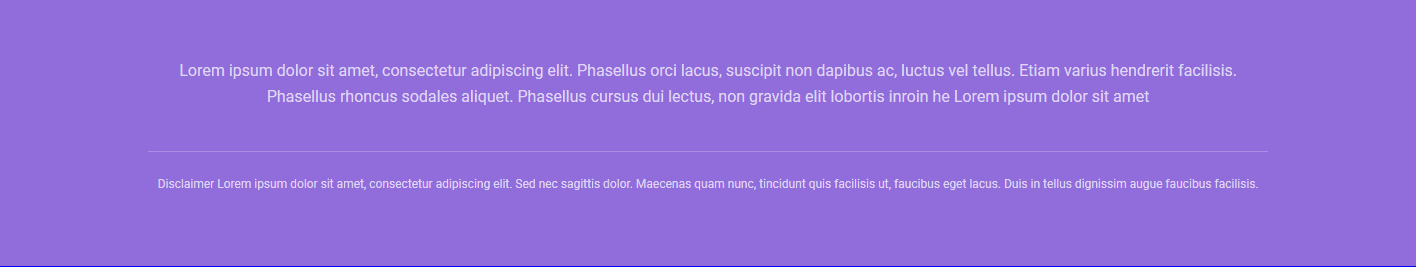 Lorem ipsum dolor sit amet, consectetur adipiscing elit. Phasellus orci lacus, suscipit non dapibus ac, luctus vel tellus. Etiam varius hendrerit facilisis.
Phasellus rhoncus sodales aliquet. Phasellus cursus dui lectus, non gravida elit lobortis inroin he Lorem ipsum dolor sit amet
Disclaimer Lorem ipsum dolor sit amet, consectetur adipiscing elit. Sed nec sagittis dolor. Maecenas quam nunc, tincidunt quis facilisis ut, faucibus eget lacus. Duis in tellus dignissim augue faucibus facilisis.